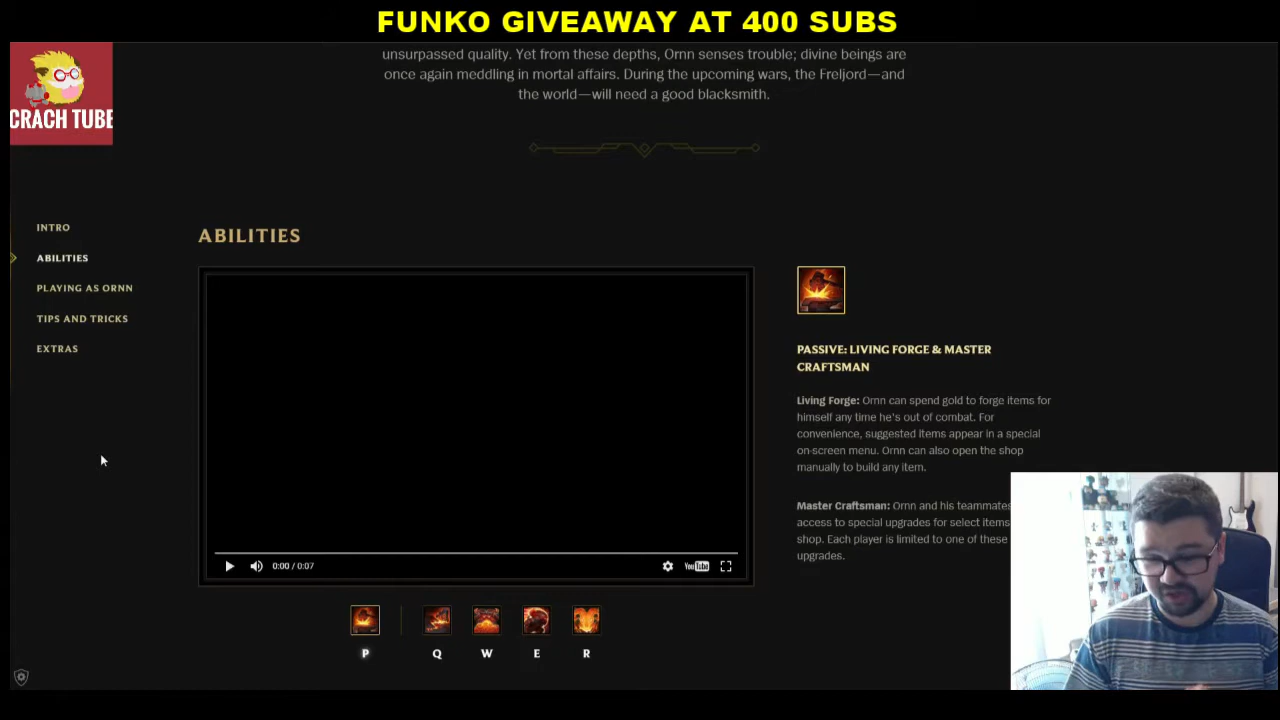 FUNKO GIVEAWAY AT 400 SUBS
CRACH TUBE
unsurpassed quality. Yet from these depths, Ornn senses trouble; divine beings are
once again meddling in mortal affairs. During the upcoming wars, the Freljord—and
the world—will need a good blacksmith.
INTRO
ABILITIES
PLAYING AS ORNN
TIPS AND TRICKS
EXTRAS
ABILITIES
0:00 / 0:07
YouTube
P
Q
W
E
R
PASSIVE: LIVING FORGE & MASTER
CRAFTSMAN
Living Forge: Ornn can spend gold to forge items for
himself any time he's out of combat. For
convenience, suggested items appear in a special
on-screen menu. Ornn can also open the shop
manually to build any item.
Master Craftsman: Ornn and his teammates
access to special upgrades for select items
shop. Each player is limited to one of these
upgrades.